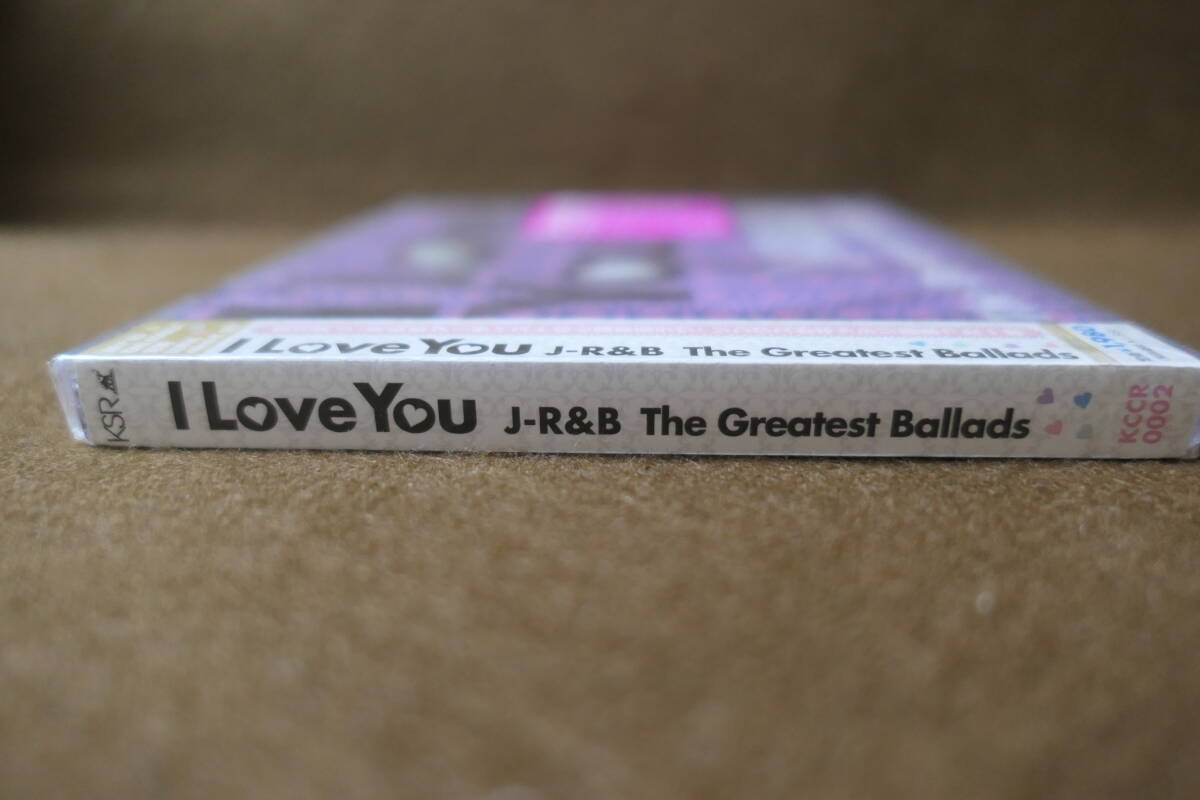 I Love You J-R&B The Greatest Ballads
KSR I Love You J-R&B The Greatest Ballads KCCR
0002